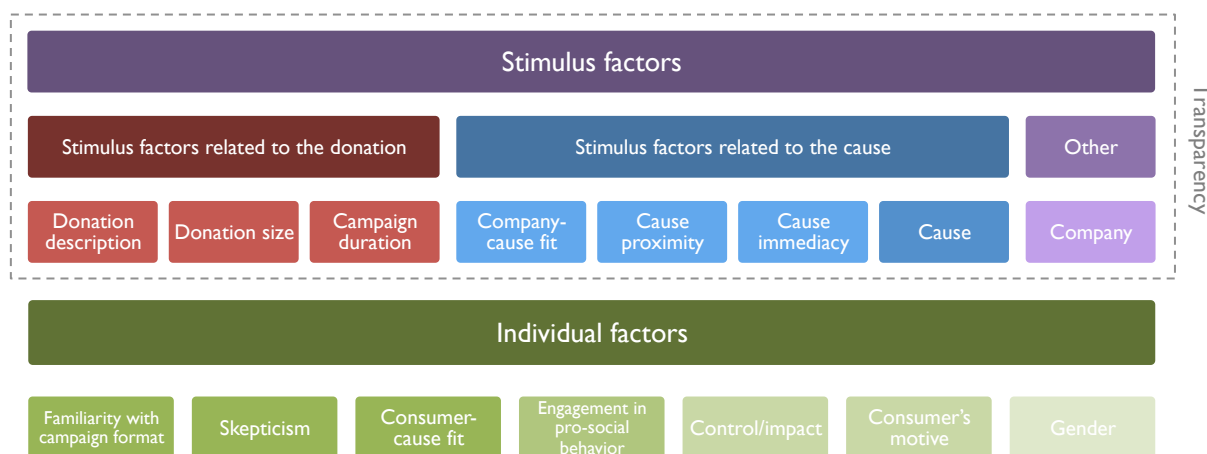 Stimulus factors
Transparency
Stimulus factors related to the donation
Stimulus factors related to the cause
Other
Donation
description
Donation size
Campaign
duration
Company-
cause fit
Cause
proximity
Cause
immediacy
Cause
Company
Individual factors
Familiarity with
campaign format
Skepticism
Consumer-
cause fit
Engagement in
pro-social
behavior
Control/impact
Consumer’s
motive
Gender